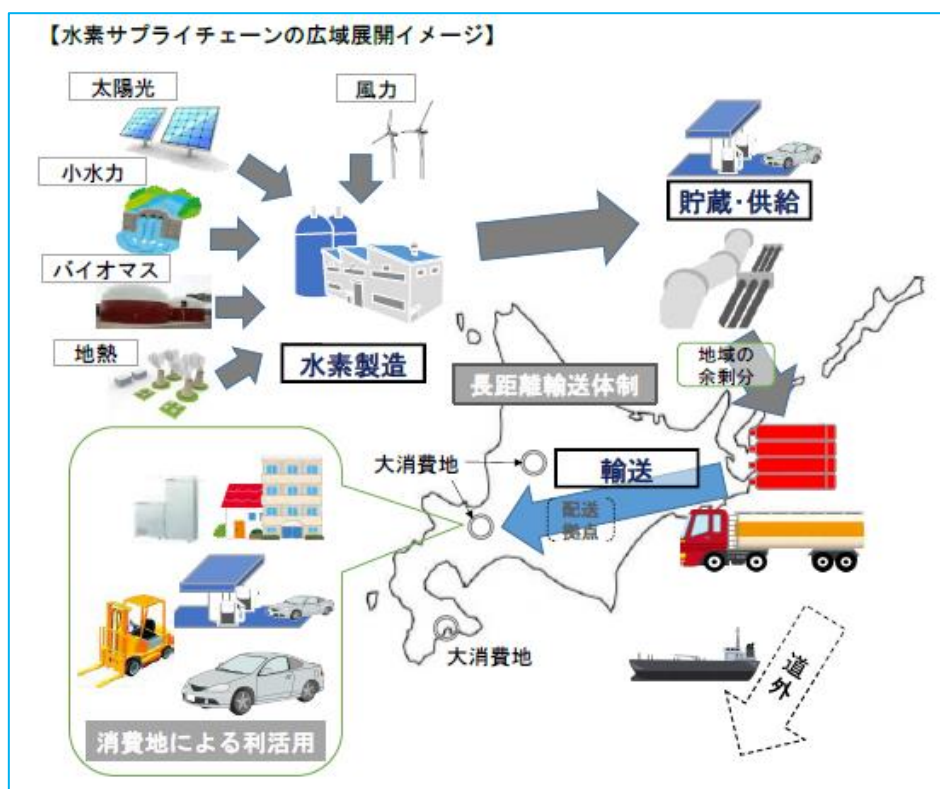 【水素サプライチェーンの広域展開イメージ】
太陽光
風力
小水力
バイオマス
地熱
水素製造
貯蔵・供給
地域の
余剰分
長距離輸送体制
大消費地
輸送
配送
拠点
大消費地
道外
消費地による利活用